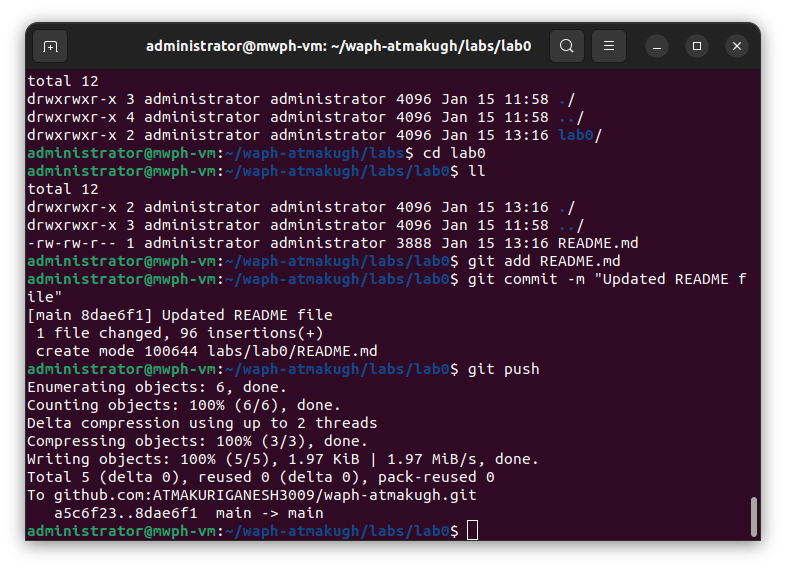 administrator@mwph-vm: ~/waph-atmakugh/labs/lab0
total 12
drwxrwxr-x 3 administrator administrator 4096 Jan 15 11:58 ./
drwxrwxr-x 4 administrator administrator 4096 Jan 15 11:58 ../
drwxrwxr-x 2 administrator administrator 4096 Jan 15 13:16 lab0/
administrator@mwph-vm:~/waph-atmakugh/labs$ cd lab0
administrator@mwph-vm:~/waph-atmakugh/labs/lab0$ ll
total 12
drwxrwxr-x 2 administrator administrator 4096 Jan 15 13:16 ./
drwxrwxr-x 3 administrator administrator 4096 Jan 15 11:58 ../
-rw-rw-r-- 1 administrator administrator 3888 Jan 15 13:16 README.md
administrator@mwph-vm:~/waph-atmakugh/labs/lab0$ git add README.md
administrator@mwph-vm:~/waph-atmakugh/labs/lab0$ git commit -m "Updated README f
ile"
[main 8dae6f1] Updated README file
 1 file changed, 96 insertions(+)
 create mode 100644 labs/lab0/README.md
administrator@mwph-vm:~/waph-atmakugh/labs/lab0$ git push
Enumerating objects: 6, done.
Counting objects: 100% (6/6), done.
Delta compression using up to 2 threads
Compressing objects: 100% (3/3), done.
Writing objects: 100% (5/5), 1.97 KiB | 1.97 MiB/s, done.
Total 5 (delta 0), reused 0 (delta 0), pack-reused 0
To github.com:ATMAKURIGANESH3009/waph-atmakugh.git
   a5c6f23..8dae6f1  main -> main
administrator@mwph-vm:~/waph-atmakugh/labs/lab0$